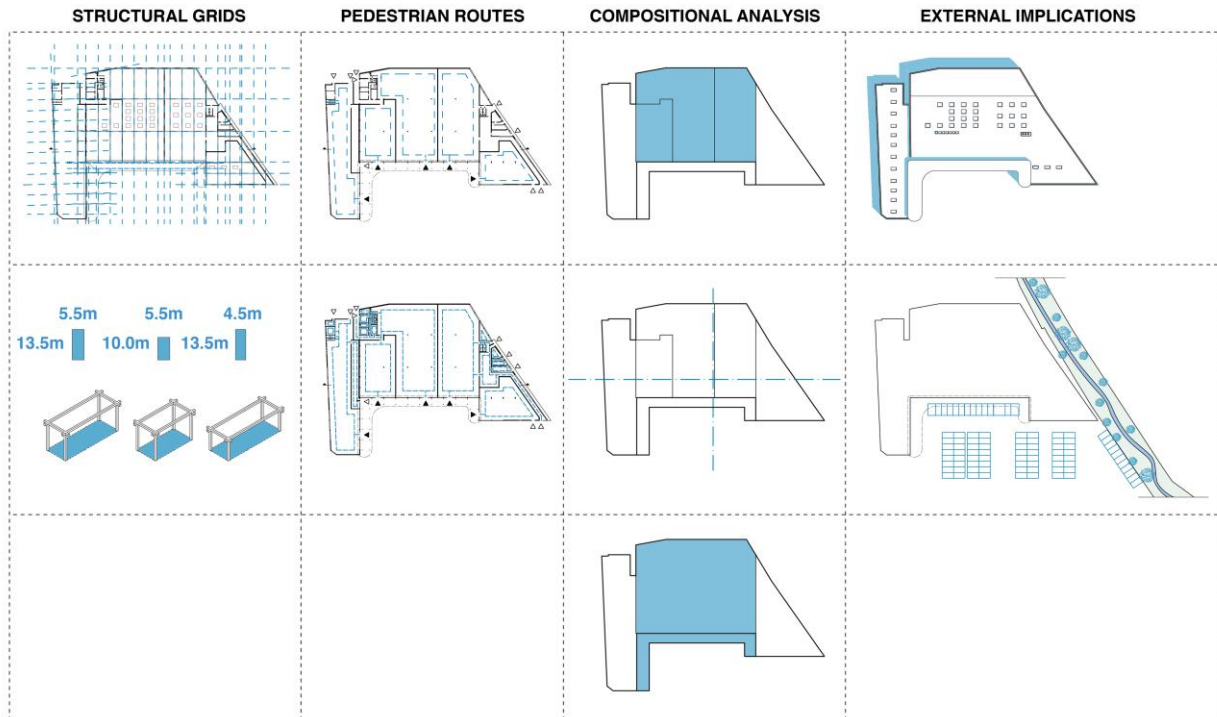 STRUCTURAL GRIDS
PEDESTRIAN ROUTES
COMPOSITIONAL ANALYSIS
EXTERNAL IMPLICATIONS
5.5m 5.5m 4.5m
13.5m 10.0m 13.5m